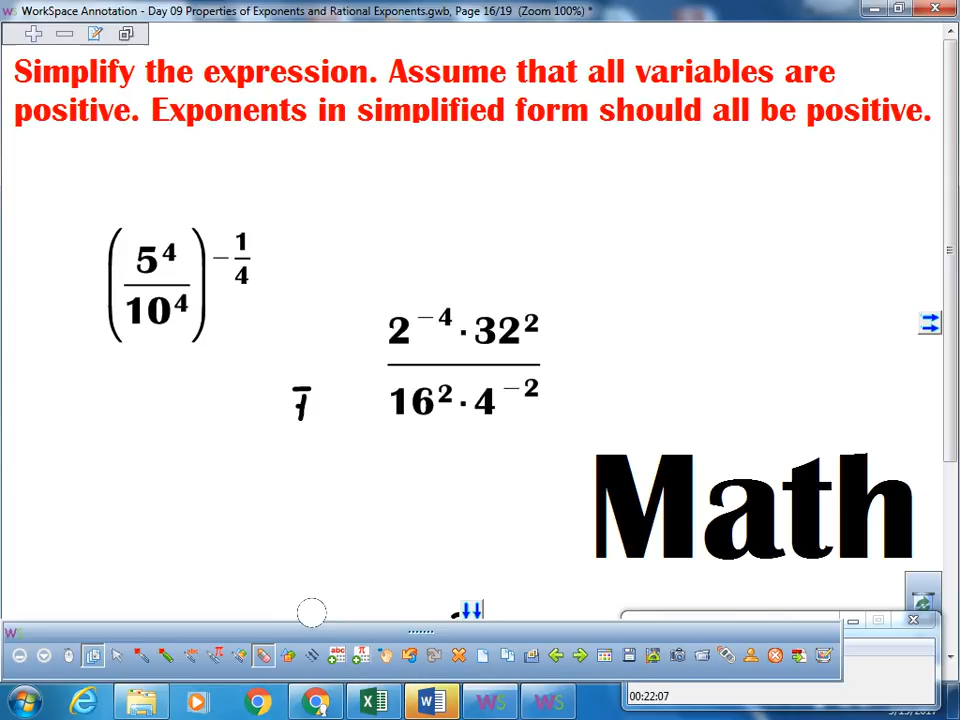 WorkSpace Annotation - Day 09 Properties of Exponents and Rational Exponents.gwb, Page 16/19 (Zoom 100%) *
Simplify the expression. Assume that all variables are
positive. Exponents in simplified form should all be positive.
(5⁴/10⁴)^(-1/4)
(2⁻⁴·32²)/(16²·4⁻²)
Math
00:22:07